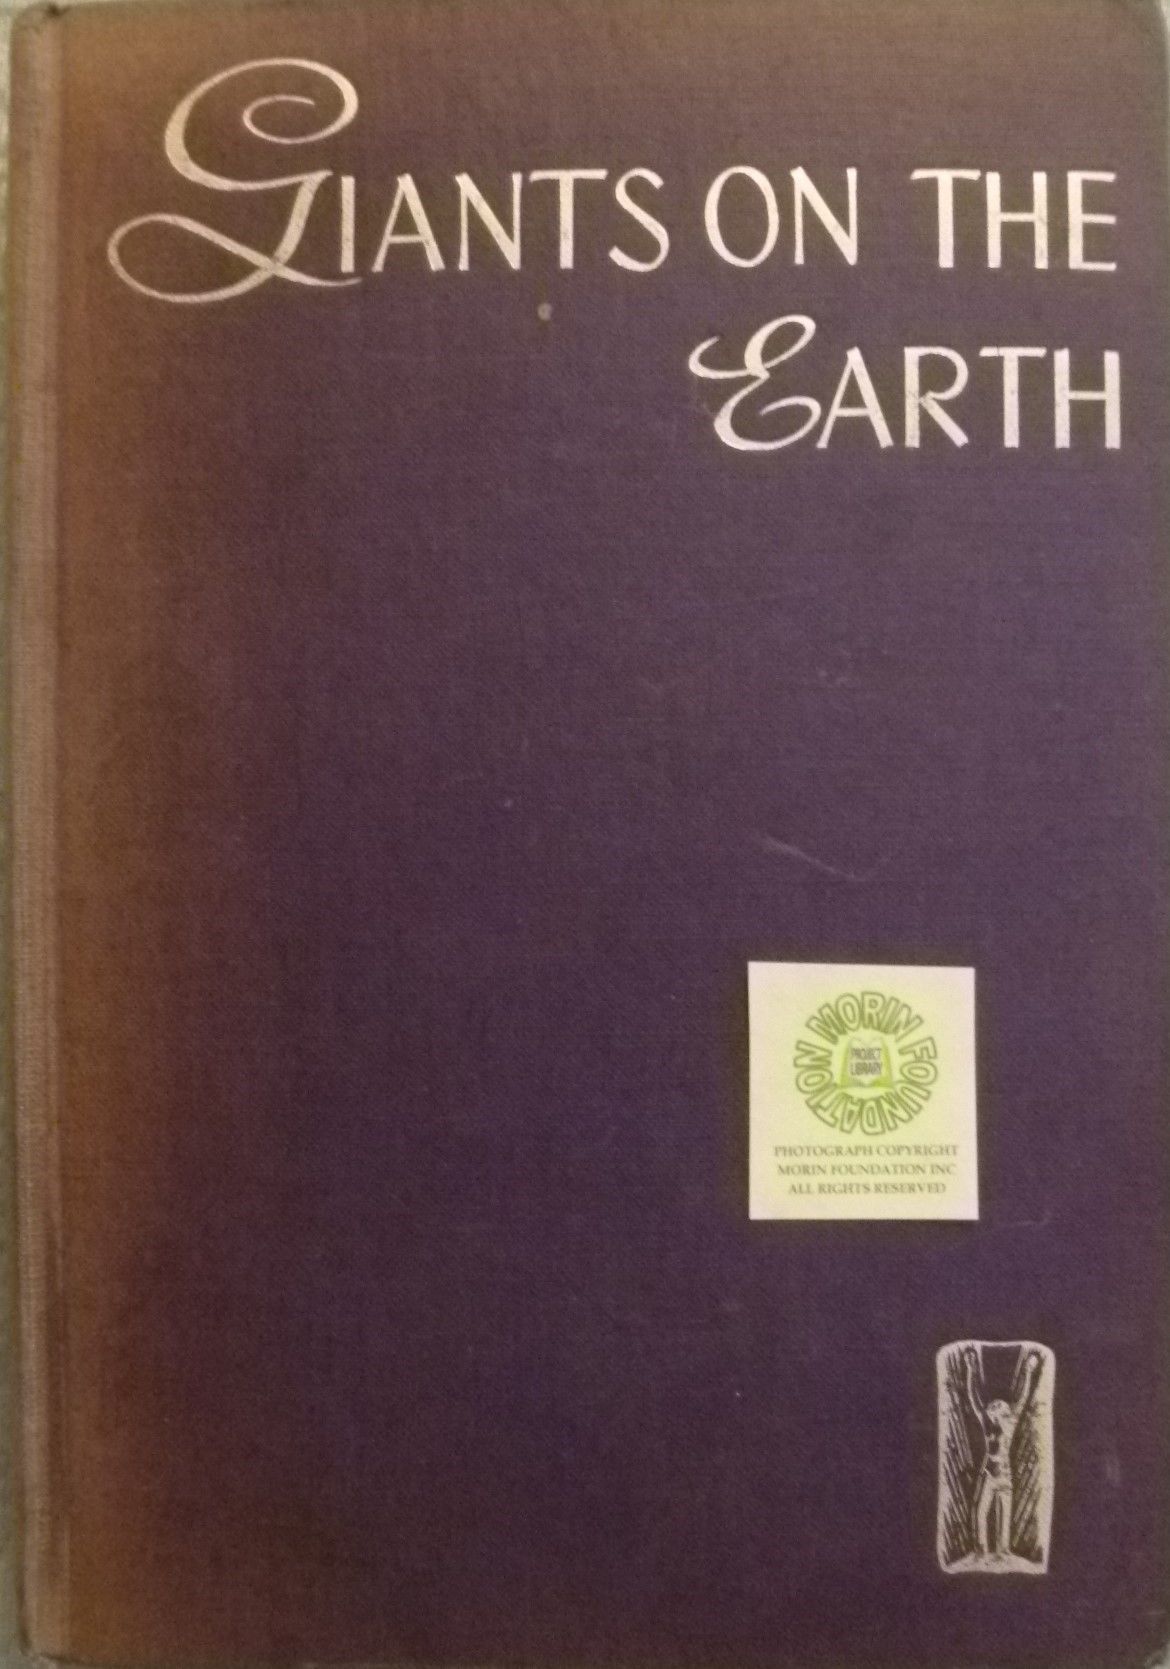 GIANTS ON THE
EARTH
MORIN FOUNDATION
PROJECT
LIBRARY
PHOTOGRAPH COPYRIGHT
MORIN FOUNDATION INC
ALL RIGHTS RESERVED